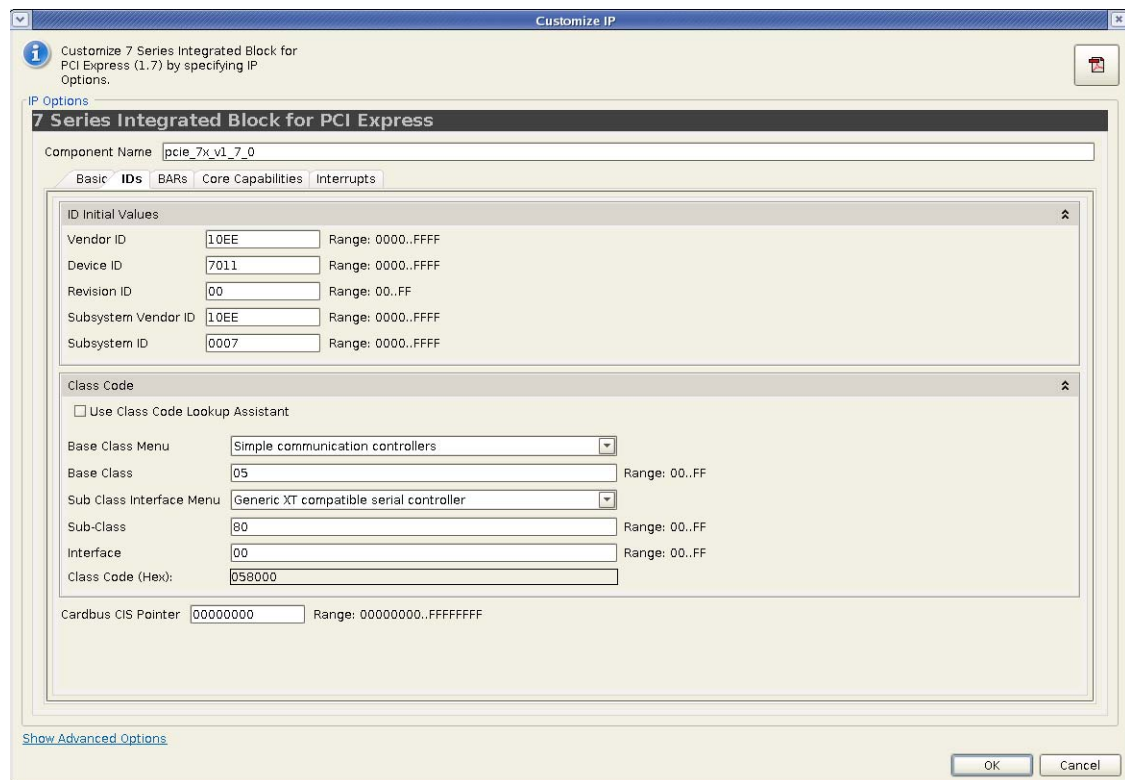 Customize IP
Customize 7 Series Integrated Block for
PCI Express (1.7) by specifying IP
Options.
IP Options
7 Series Integrated Block for PCI Express
Component Name pcie_7x_v1_7_0
Basic IDs BARs Core Capabilities Interrupts
ID Initial Values
Vendor ID 10EE Range: 0000..FFFF
Device ID 7011 Range: 0000..FFFF
Revision ID 00 Range: 00..FF
Subsystem Vendor ID 10EE Range: 0000..FFFF
Subsystem ID 0007 Range: 0000..FFFF
Class Code
Use Class Code Lookup Assistant
Base Class Menu Simple communication controllers
Base Class 05 Range: 00..FF
Sub Class Interface Menu Generic XT compatible serial controller
Sub-Class 80 Range: 00..FF
Interface 00 Range: 00..FF
Class Code (Hex): 058000
Cardbus CIS Pointer 00000000 Range: 00000000..FFFFFFFF
Show Advanced Options
OK Cancel